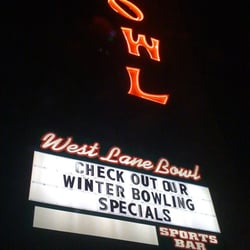 OWL
West Lane Bowl
CHECK OUT OUR
WINTER BOWLING
SPECIALS
SPORTS
BAR